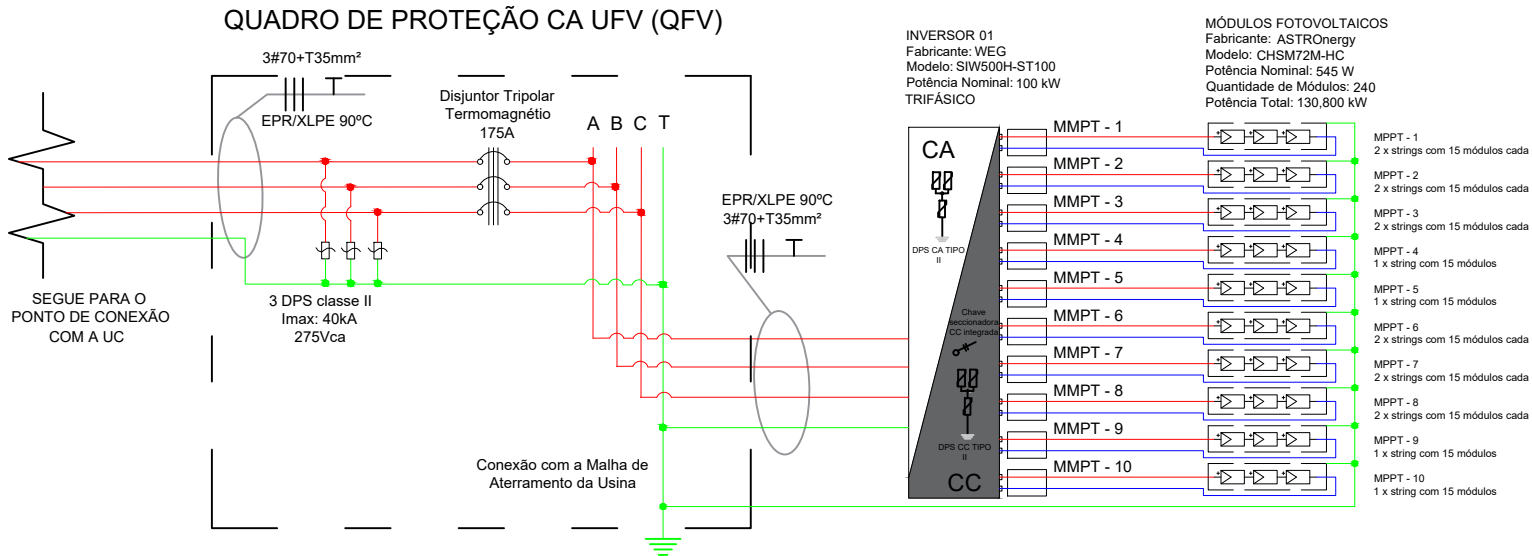 QUADRO DE PROTEÇÃO CA UFV (QFV)
3#70+T35mm²
EPR/XLPE 90ºC
Disjuntor Tripolar
Termomagnétio
175A
A B C T
SEGUE PARA O
PONTO DE CONEXÃO
COM A UC
3 DPS classe II
Imax: 40kA
275Vca
EPR/XLPE 90ºC
3#70+T35mm²
Conexão com a Malha de
Aterramento da Usina
INVERSOR 01
Fabricante: WEG
Modelo: SIW500H-ST100
Potência Nominal: 100 kW
TRIFÁSICO
CA
DPS CA TIPO
II
Chave
seccionadora
CC integrada
DPS CC TIPO
II
CC
MMPT - 1
MMPT - 2
MMPT - 3
MMPT - 4
MMPT - 5
MMPT - 6
MMPT - 7
MMPT - 8
MMPT - 9
MMPT - 10
MÓDULOS FOTOVOLTAICOS
Fabricante: ASTROnergy
Modelo: CHSM72M-HC
Potência Nominal: 545 W
Quantidade de Módulos: 240
Potência Total: 130,800 kW
MPPT - 1
2 x strings com 15 módulos cada
MPPT - 2
2 x strings com 15 módulos cada
MPPT - 3
2 x strings com 15 módulos cada
MPPT - 4
1 x string com 15 módulos
MPPT - 5
1 x string com 15 módulos
MPPT - 6
2 x strings com 15 módulos cada
MPPT - 7
2 x strings com 15 módulos cada
MPPT - 8
2 x strings com 15 módulos cada
MPPT - 9
1 x string com 15 módulos
MPPT - 10
1 x string com 15 módulos